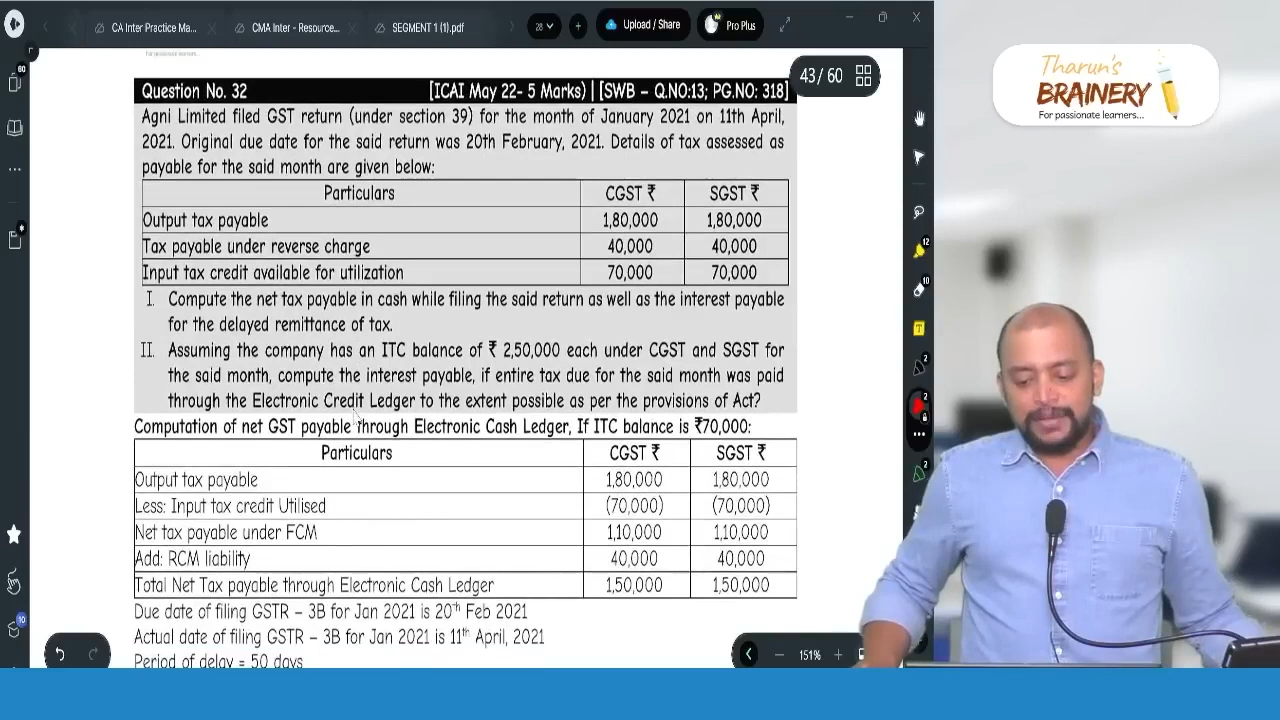 CA Inter Practice Ma...
CMA Inter - Resource...
SEGMENT 1 (1).pdf
28
Upload / Share
Pro Plus
For passionate learners...
43 / 60
Tharun's
BRAINERY
For passionate learners...
Question No. 32 [ICAI May 22- 5 Marks) | [SWB – Q.NO:13; PG.NO: 318]
Agni Limited filed GST return (under section 39) for the month of January 2021 on 11th April,
2021. Original due date for the said return was 20th February, 2021. Details of tax assessed as
payable for the said month are given below:
Particulars CGST ₹ SGST ₹
Output tax payable 1,80,000 1,80,000
Tax payable under reverse charge 40,000 40,000
Input tax credit available for utilization 70,000 70,000
I. Compute the net tax payable in cash while filing the said return as well as the interest payable
for the delayed remittance of tax.
II. Assuming the company has an ITC balance of ₹ 2,50,000 each under CGST and SGST for
the said month, compute the interest payable, if entire tax due for the said month was paid
through the Electronic Credit Ledger to the extent possible as per the provisions of Act?
Computation of net GST payable through Electronic Cash Ledger, If ITC balance is ₹70,000:
Particulars CGST ₹ SGST ₹
Output tax payable 1,80,000 1,80,000
Less: Input tax credit Utilised (70,000) (70,000)
Net tax payable under FCM 1,10,000 1,10,000
Add: RCM liability 40,000 40,000
Total Net Tax payable through Electronic Cash Ledger 1,50,000 1,50,000
Due date of filing GSTR – 3B for Jan 2021 is 20th Feb 2021
Actual date of filing GSTR – 3B for Jan 2021 is 11th April, 2021
Period of delay = 50 days
151%
60
10
12
10
T
2
2
2